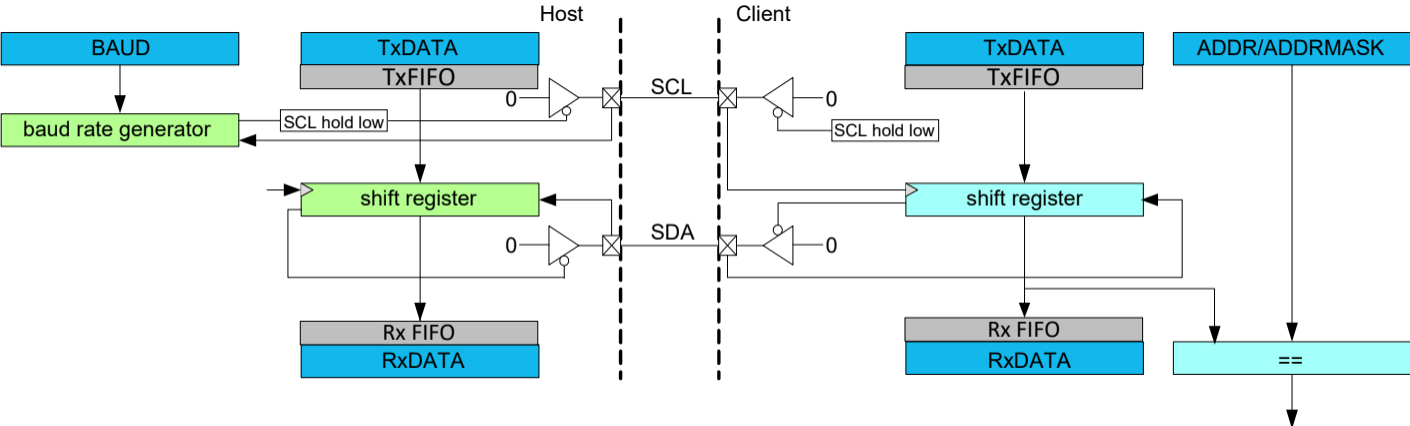 Host
Client
BAUD
TxDATA
TxDATA
ADDR/ADDRMASK
TxFIFO
TxFIFO
0
SCL
0
baud rate generator
SCL hold low
SCL hold low
shift register
shift register
0
SDA
0
Rx FIFO
Rx FIFO
RxDATA
RxDATA
==